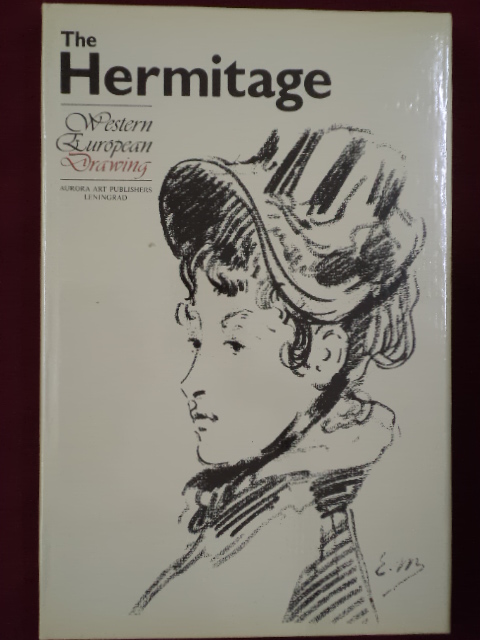 The
Hermitage
Western
European
Drawing
AURORA ART PUBLISHERS
LENINGRAD
E.M